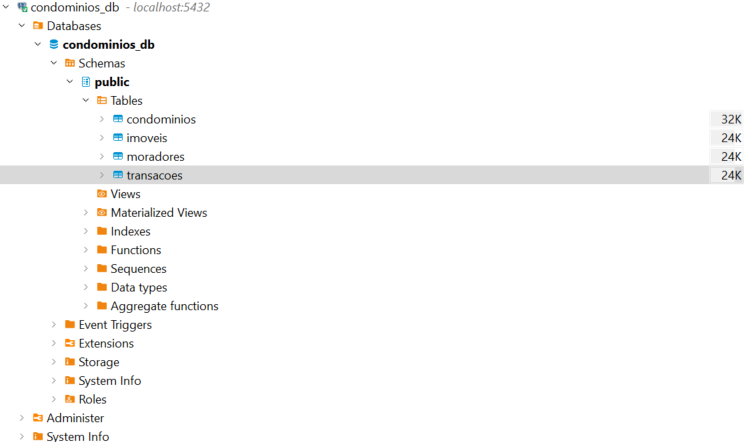 condominios_db - localhost:5432
Databases
condominios_db
Schemas
public
Tables
condominios 32K
imoveis 24K
moradores 24K
transacoes 24K
Views
Materialized Views
Indexes
Functions
Sequences
Data types
Aggregate functions
Event Triggers
Extensions
Storage
System Info
Roles
Administer
System Info